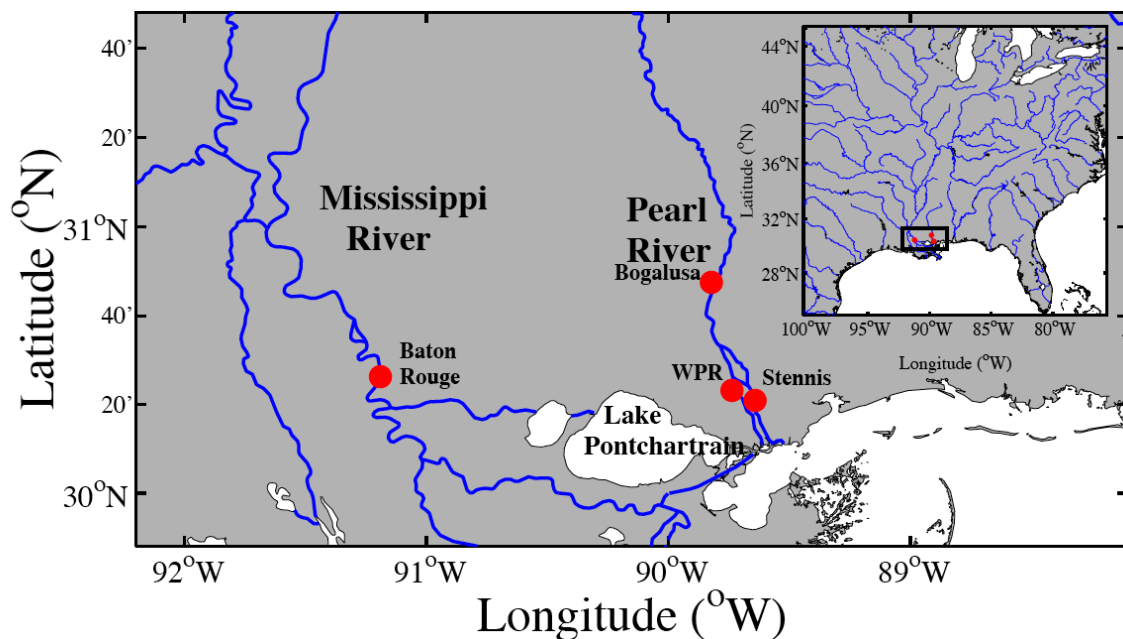 40'
20'
31°N
40'
20'
30°N
Latitude (°N)
92°W
91°W
90°W
89°W
Longitude (°W)
Mississippi
River
Pearl
River
Bogalusa
Baton
Rouge
WPR
Stennis
Lake
Pontchartrain
44°N
40°N
36°N
32°N
28°N
Latitude (°N)
100°W
95°W
90°W
85°W
80°W
Longitude (°W)